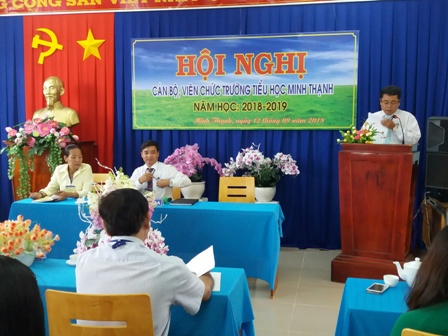 CỘNG SẢN VIỆT NAM
HỘI NGHỊ
CÁN BỘ, VIÊN CHỨC TRƯỜNG TIỂU HỌC MINH THẠNH
NĂM HỌC: 2018-2019
Minh Thạnh, ngày 12 tháng 09 năm 2018